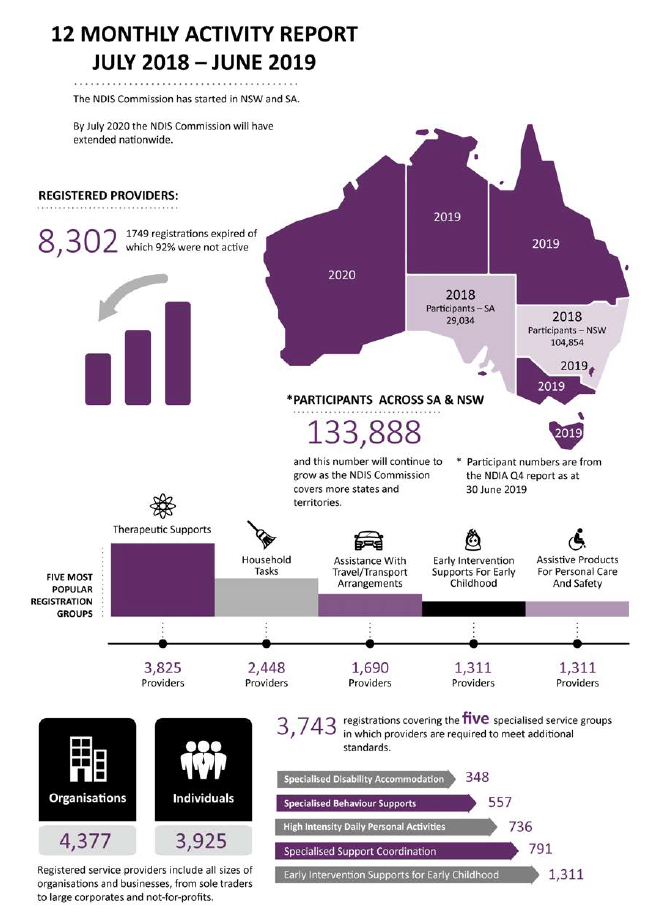 12 MONTHLY ACTIVITY REPORT
JULY 2018 – JUNE 2019
The NDIS Commission has started in NSW and SA.
By July 2020 the NDIS Commission will have
extended nationwide.
REGISTERED PROVIDERS:
8,302
1749 registrations expired of
which 92% were not active
2020
2019
2019
2018
Participants – SA
29,034
2018
Participants – NSW
104,854
2019
2019
2019
*PARTICIPANTS ACROSS SA & NSW
133,888
and this number will continue to
grow as the NDIS Commission
covers more states and
territories.
* Participant numbers are from
the NDIA Q4 report as at
30 June 2019
FIVE MOST
POPULAR
REGISTRATION
GROUPS
Therapeutic Supports
Household
Tasks
Assistance With
Travel/Transport
Arrangements
Early Intervention
Supports For Early
Childhood
Assistive Products
For Personal Care
And Safety
3,825
Providers
2,448
Providers
1,690
Providers
1,311
Providers
1,311
Providers
Organisations
4,377
Individuals
3,925
Registered service providers include all sizes of
organisations and businesses, from sole traders
to large corporates and not-for-profits.
3,743
registrations covering the five specialised service groups
in which providers are required to meet additional
standards.
Specialised Disability Accommodation 348
Specialised Behaviour Supports 557
High Intensity Daily Personal Activities 736
Specialised Support Coordination 791
Early Intervention Supports for Early Childhood 1,311